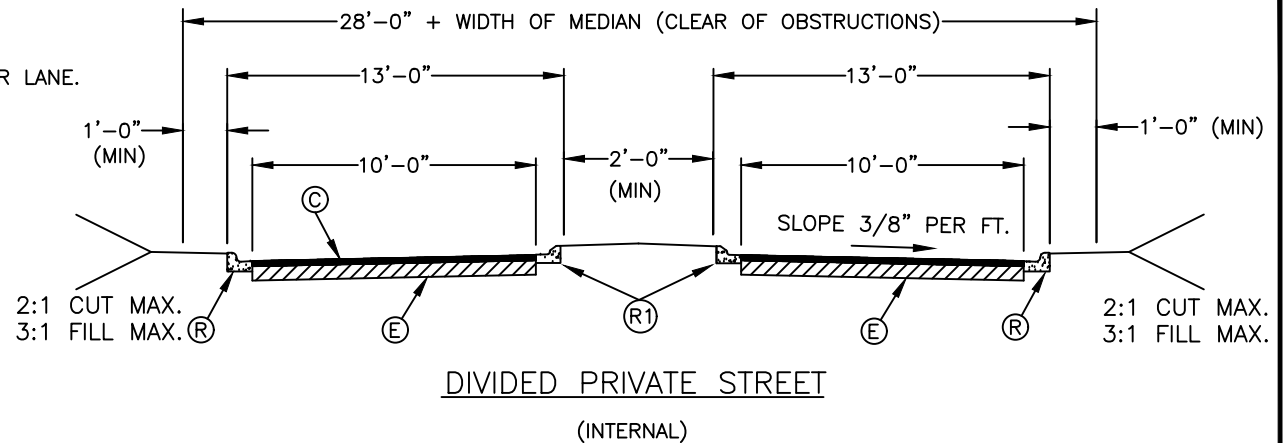 28'-0" + WIDTH OF MEDIAN (CLEAR OF OBSTRUCTIONS)
R LANE.
13'-0"
13'-0"
1'-0"
(MIN)
1'-0" (MIN)
10'-0"
2'-0"
(MIN)
10'-0"
C
SLOPE 3/8" PER FT.
2:1 CUT MAX.
3:1 FILL MAX.
R
E
R1
E
R
2:1 CUT MAX.
3:1 FILL MAX.
DIVIDED PRIVATE STREET
(INTERNAL)